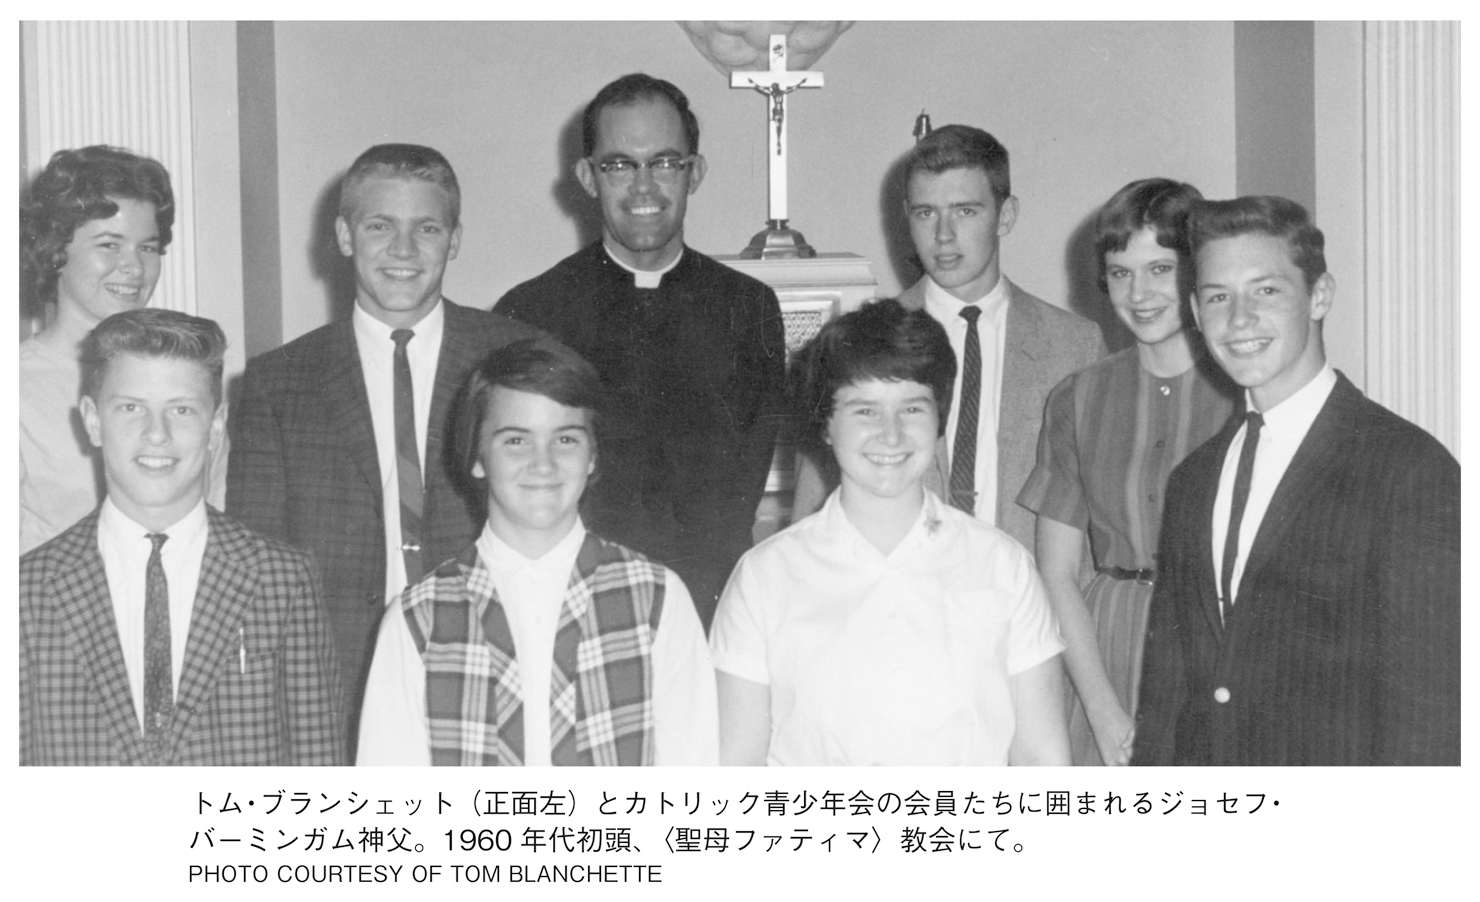 トム・ブランシェット（正面左）とカトリック青少年会の会員たちに囲まれるジョセフ・
バーミンガム神父。1960 年代初頭、〈聖母ファティマ〉教会にて。
PHOTO COURTESY OF TOM BLANCHETTE